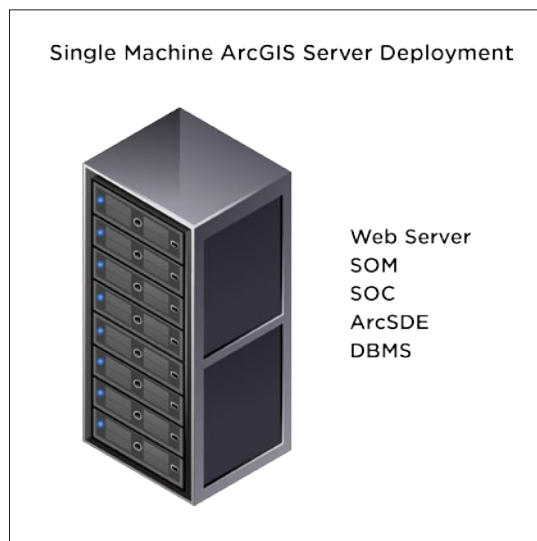 Single Machine ArcGIS Server Deployment
Web Server
SOM
SOC
ArcSDE
DBMS